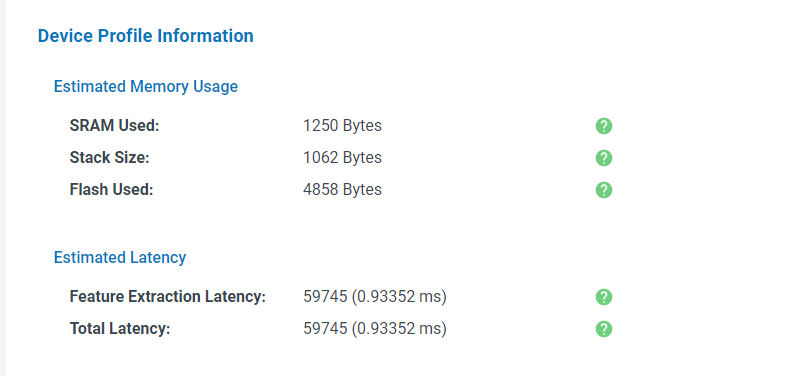 Device Profile Information
Estimated Memory Usage
SRAM Used: 1250 Bytes ?
Stack Size: 1062 Bytes ?
Flash Used: 4858 Bytes ?
Estimated Latency
Feature Extraction Latency: 59745 (0.93352 ms) ?
Total Latency: 59745 (0.93352 ms) ?